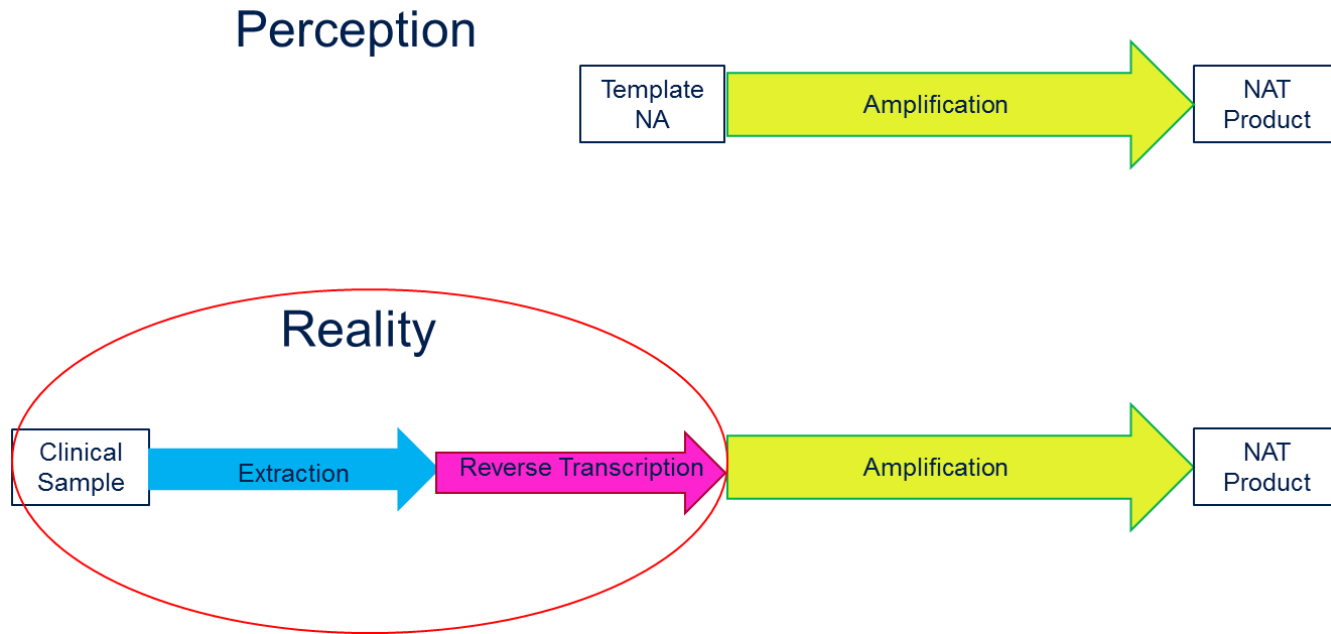 Perception
Template
NA
Amplification
NAT
Product
Reality
Clinical
Sample
Extraction
Reverse Transcription
Amplification
NAT
Product